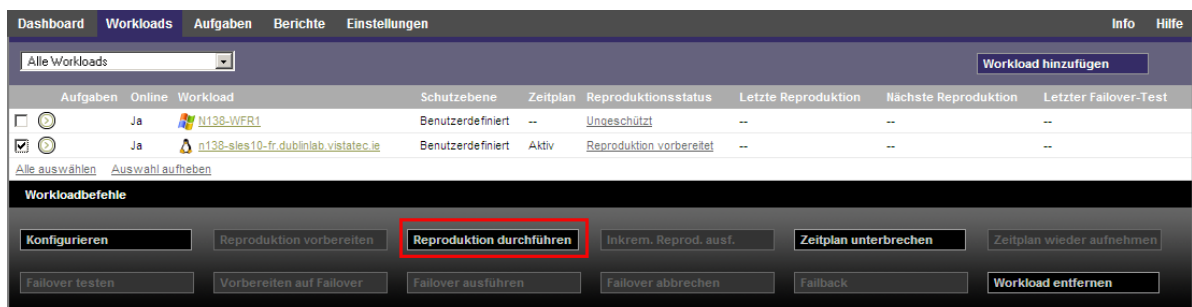 Dashboard Workloads Aufgaben Berichte Einstellungen Info Hilfe
Alle Workloads Workload hinzufügen
Aufgaben Online Workload Schutzebene Zeitplan Reproduktionsstatus Letzte Reproduktion Nächste Reproduktion Letzter Failover-Test
Ja N138-WFR1 Benutzerdefiniert -- Ungeschützt -- -- --
Ja n138-sles10-fr.dublinlab.vistatec.ie Benutzerdefiniert Aktiv Reproduktion vorbereitet -- -- --
Alle auswählen Auswahl aufheben
Workloadbefehle
Konfigurieren Reproduktion vorbereiten Reproduktion durchführen Inkrem. Reprod. ausf. Zeitplan unterbrechen Zeitplan wieder aufnehmen
Failover testen Vorbereiten auf Failover Failover ausführen Failover abbrechen Failback Workload entfernen